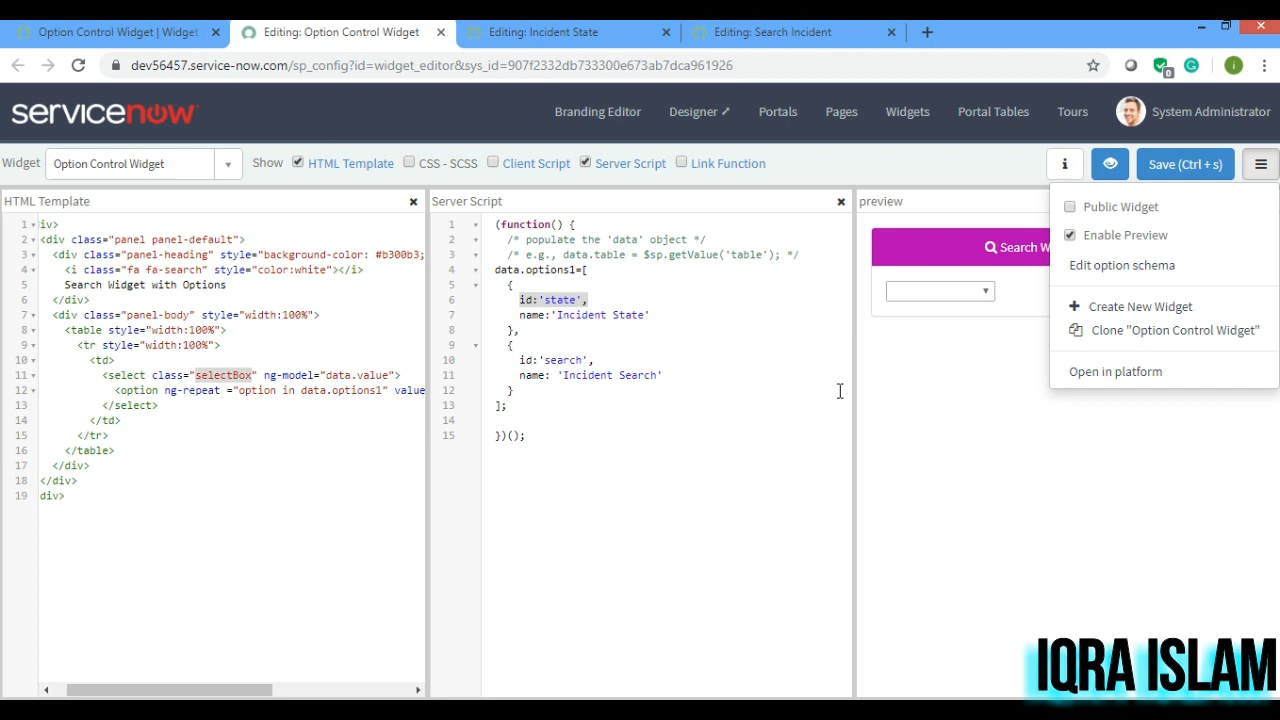 Option Control Widget | Widget
Editing: Option Control Widget
Editing: Incident State
Editing: Search Incident
dev56457.service-now.com/sp_config?id=widget_editor&sys_id=907f2332db733300e673ab7dca961926
0
i
servicenow
Branding Editor
Designer
Portals
Pages
Widgets
Portal Tables
Tours
System Administrator
Widget
Option Control Widget
Show
HTML Template
CSS - SCSS
Client Script
Server Script
Link Function
i
Save (Ctrl + s)
HTML Template
1 iv>
2 <div class="panel panel-default">
3 <div class="panel-heading" style="background-color: #b300b3;
4 <i class="fa fa-search" style="color:white"></i>
5 Search Widget with Options
6 </div>
7 <div class="panel-body" style="width:100%">
8 <table style="width:100%">
9 <tr style="width:100%">
10 <td>
11 <select class="selectBox" ng-model="data.value">
12 <option ng-repeat ="option in data.options1" value
13 </select>
14 </td>
15 </tr>
16 </table>
17 </div>
18 </div>
19 div>
Server Script
1 (function() {
2 /* populate the 'data' object */
3 /* e.g., data.table = $sp.getValue('table'); */
4 data.options1=[
5 {
6 id:'state',
7 name:'Incident State'
8 },
9 {
10 id:'search',
11 name: 'Incident Search'
12 }
13 ];
14
15 })();
preview
Search W
Public Widget
Enable Preview
Edit option schema
Create New Widget
Clone "Option Control Widget"
Open in platform
IQRA ISLAM